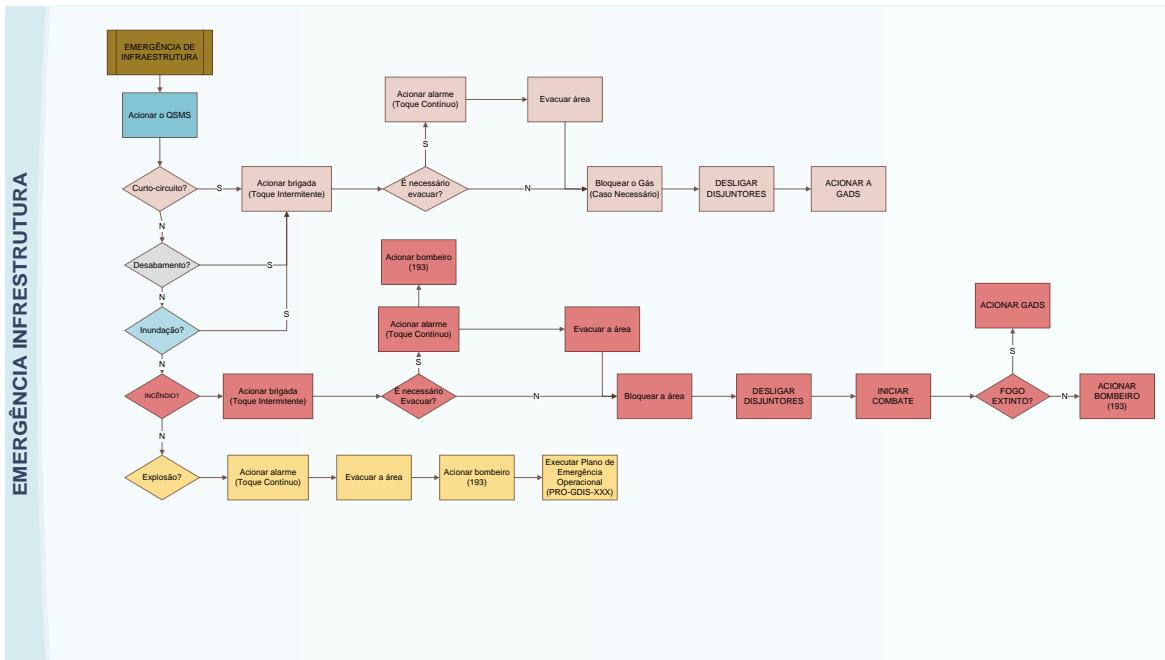 EMERGÊNCIA INFRESTRUTURA
EMERGÊNCIA DE
INFRAESTRUTURA
Acionar o QSMS
Curto-circuito?
S
Acionar brigada
(Toque Intermitente)
É necessário
evacuar?
S
Acionar alarme
(Toque Contínuo)
Evacuar área
N
Bloquear o Gás
(Caso Necessário)
DESLIGAR
DISJUNTORES
ACIONAR A
GADS
N
Desabamento?
S
N
Inundação?
S
N
INCÊNDIO?
Acionar brigada
(Toque Intermitente)
É necessário
Evacuar?
S
Acionar alarme
(Toque Contínuo)
Acionar bombeiro
(193)
Evacuar a área
N
Bloquear a área
DESLIGAR
DISJUNTORES
INICIAR
COMBATE
FOGO
EXTINTO?
S
ACIONAR GADS
N
ACIONAR
BOMBEIRO
(193)
N
Explosão?
Acionar alarme
(Toque Contínuo)
Evacuar a área
Acionar bombeiro
(193)
Executar Plano de
Emergência
Operacional
(PRO-GDIS-XXX)